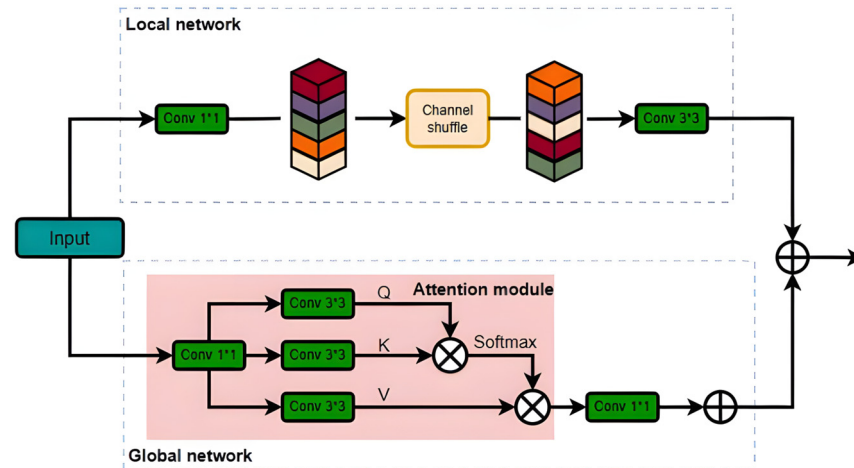 Local network
Conv 1*1
Channel
shuffle
Conv 3*3
Input
Attention module
Conv 3*3
Q
Conv 1*1
Conv 3*3
K
Softmax
Conv 3*3
V
Conv 1*1
Global network